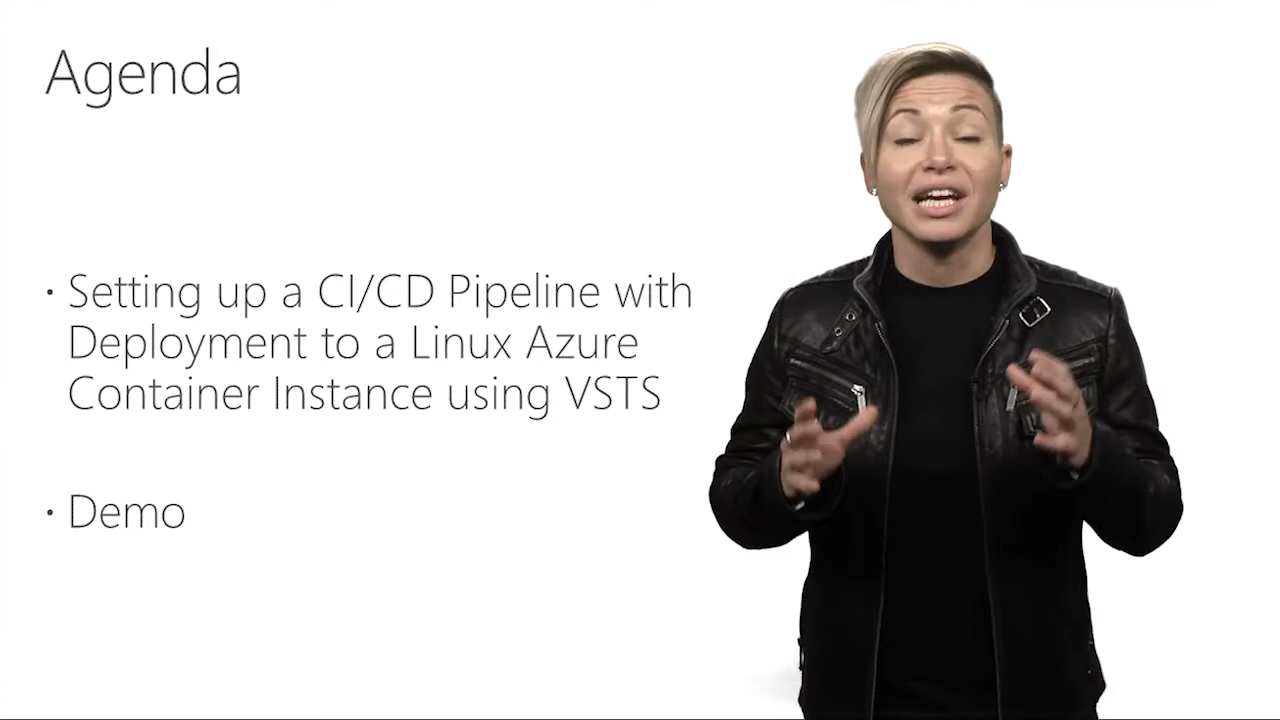 Agenda
• Setting up a CI/CD Pipeline with
Deployment to a Linux Azure
Container Instance using VSTS
• Demo